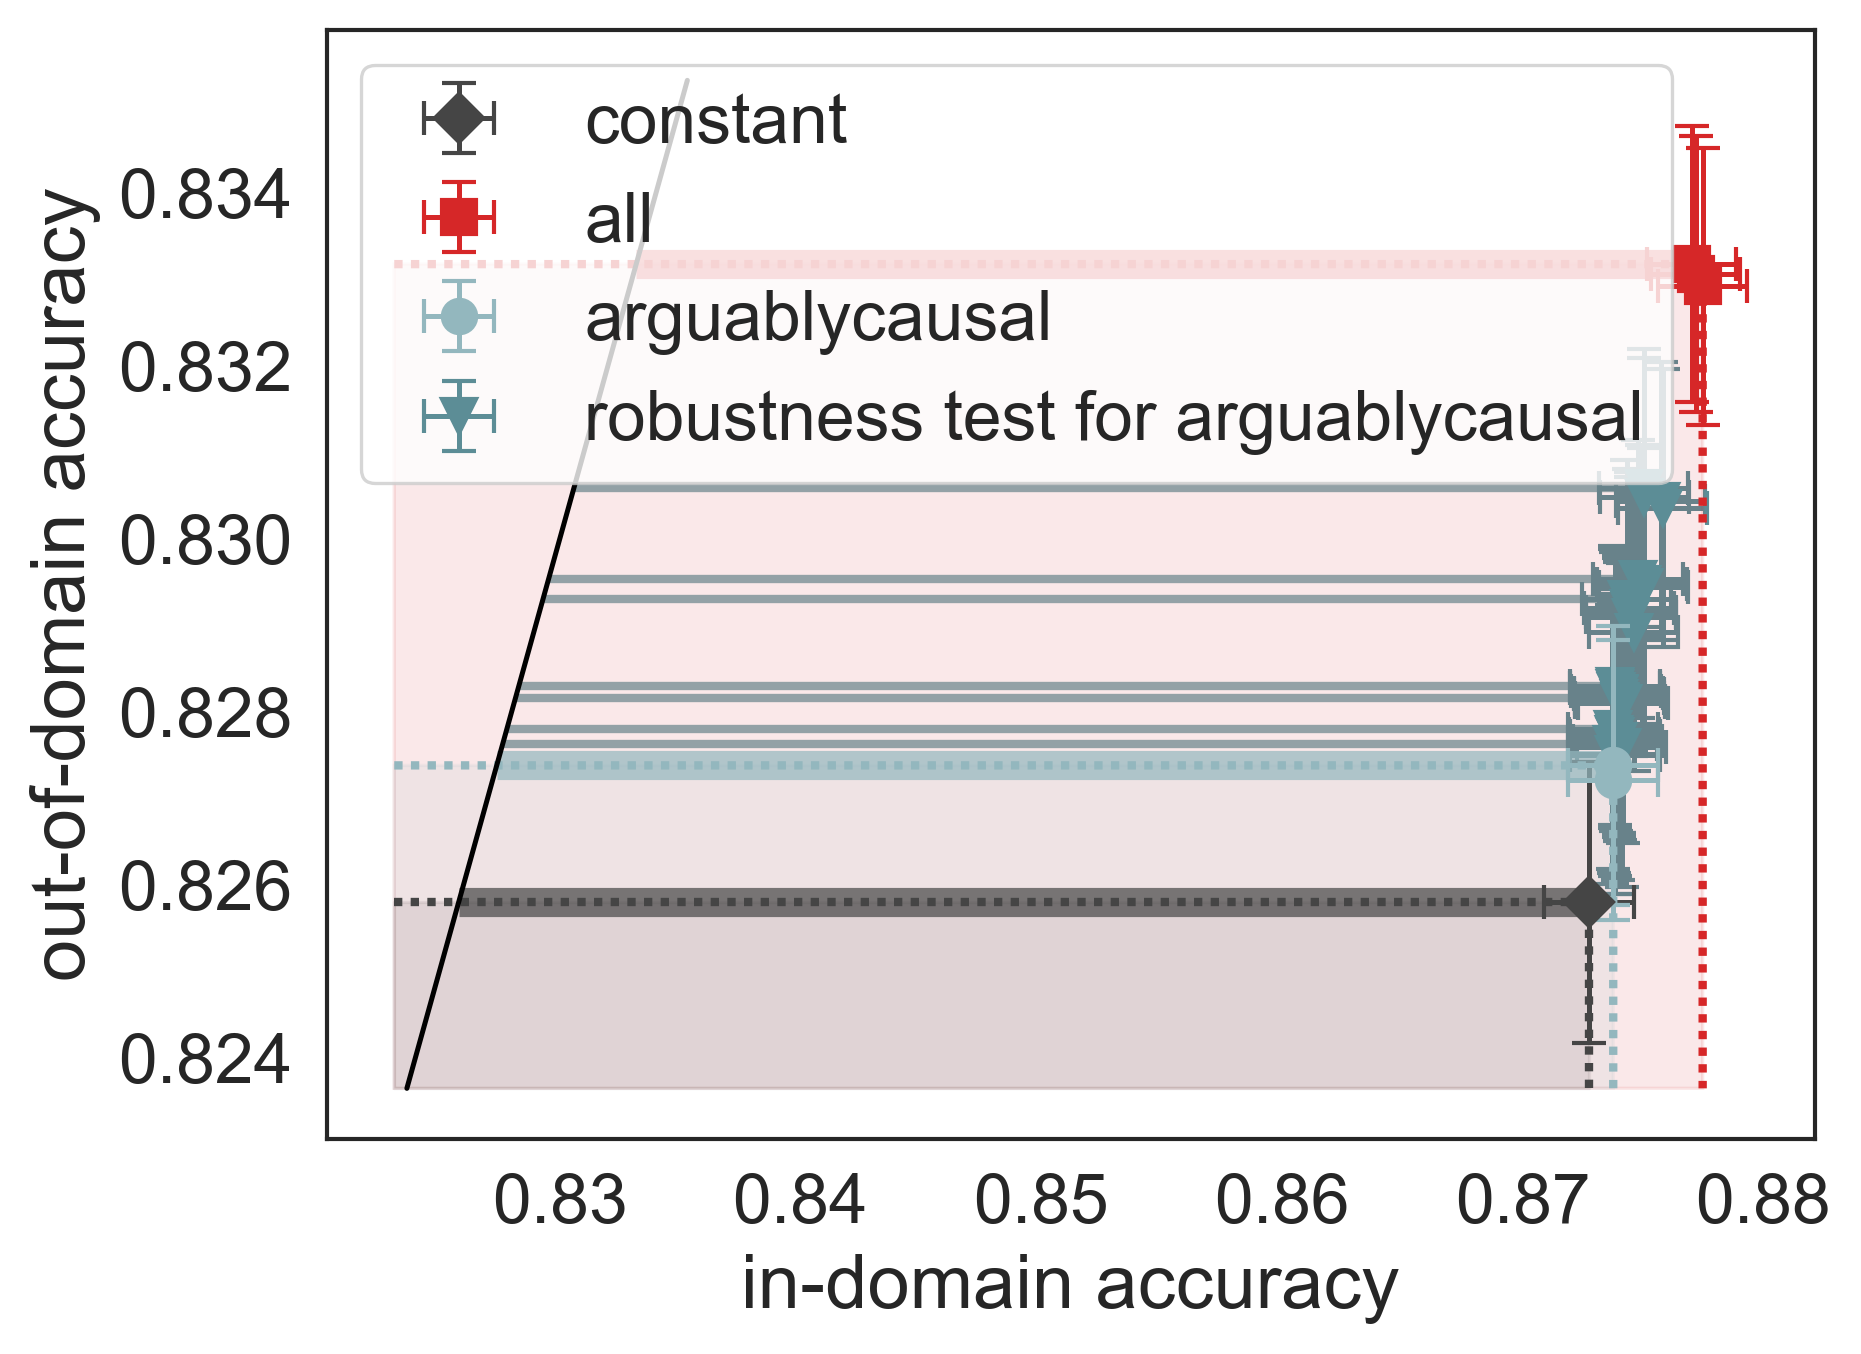 constant
all
arguablycausal
robustness test for arguablycausal
out-of-domain accuracy
0.834
0.832
0.830
0.828
0.826
0.824
0.83 0.84 0.85 0.86 0.87 0.88
in-domain accuracy